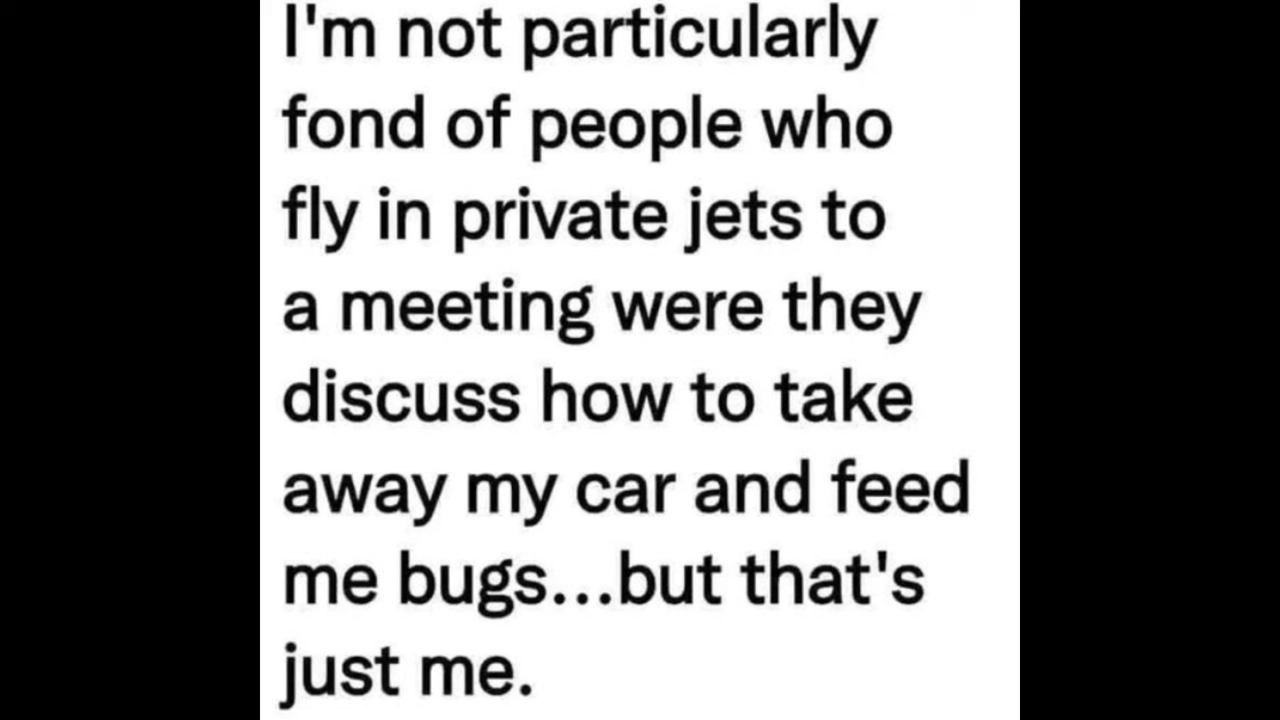 I'm not particularly
fond of people who
fly in private jets to
a meeting were they
discuss how to take
away my car and feed
me bugs...but that's
just me.